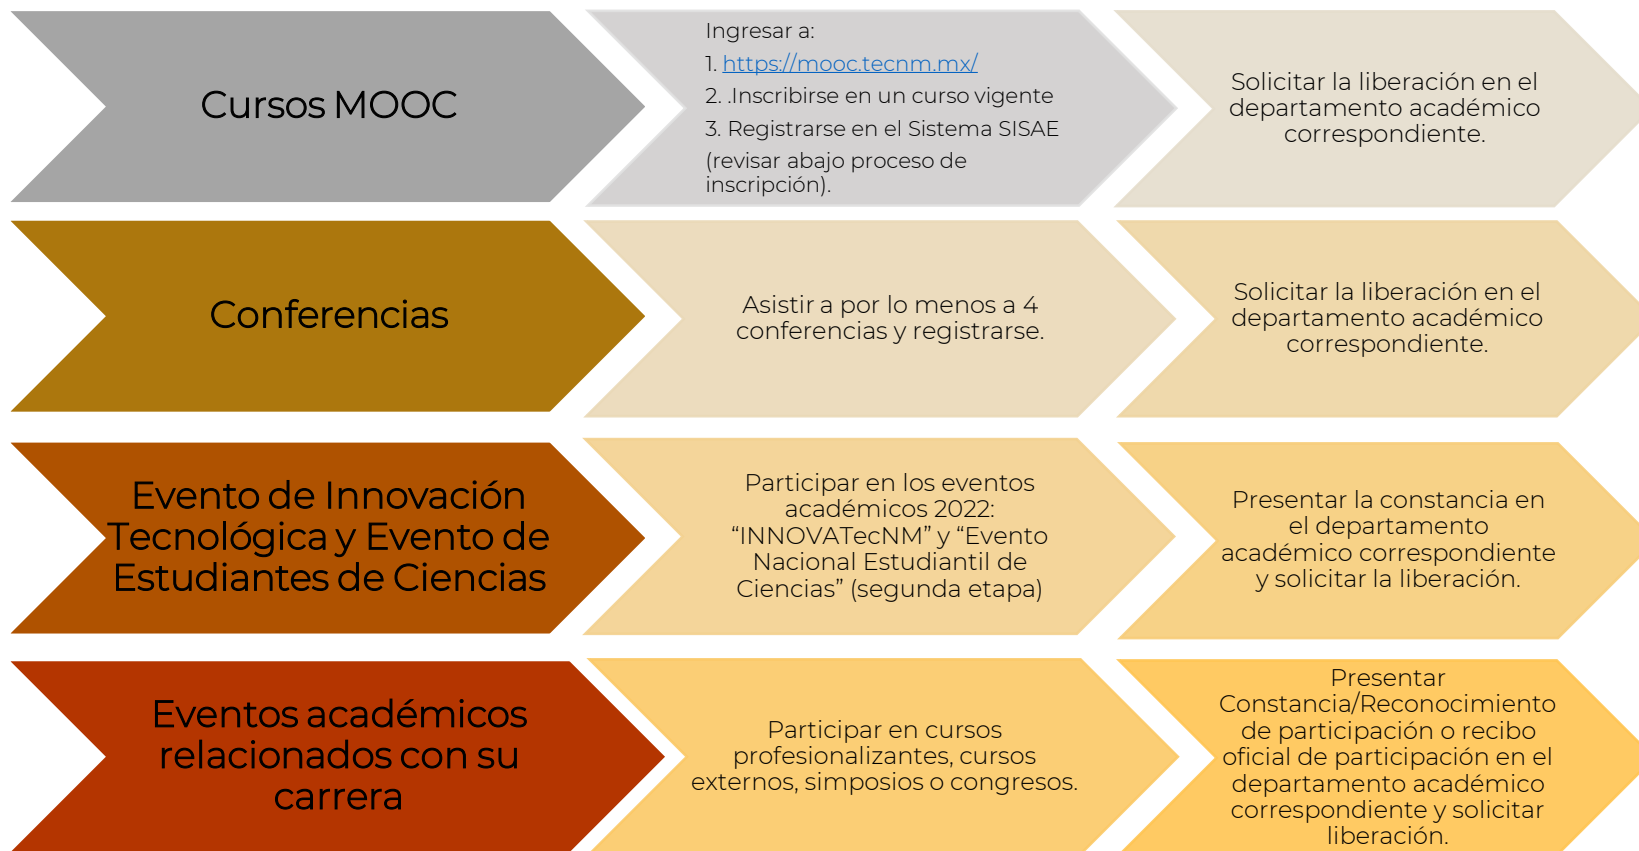 Cursos MOOC
Ingresar a:
1. https://mooc.tecnm.mx/
2. .Inscribirse en un curso vigente
3. Registrarse en el Sistema SISAE
(revisar abajo proceso de
inscripción).
Solicitar la liberación en el
departamento académico
correspondiente.
Conferencias
Asistir a por lo menos a 4
conferencias y registrarse.
Solicitar la liberación en el
departamento académico
correspondiente.
Evento de Innovación
Tecnológica y Evento de
Estudiantes de Ciencias
Participar en los eventos
académicos 2022:
“INNOVATecNM” y “Evento
Nacional Estudiantil de
Ciencias” (segunda etapa)
Presentar la constancia en
el departamento
académico correspondiente
y solicitar la liberación.
Eventos académicos
relacionados con su
carrera
Participar en cursos
profesionalizantes, cursos
externos, simposios o congresos.
Presentar
Constancia/Reconocimiento
de participación o recibo
oficial de participación en el
departamento académico
correspondiente y solicitar
liberación.